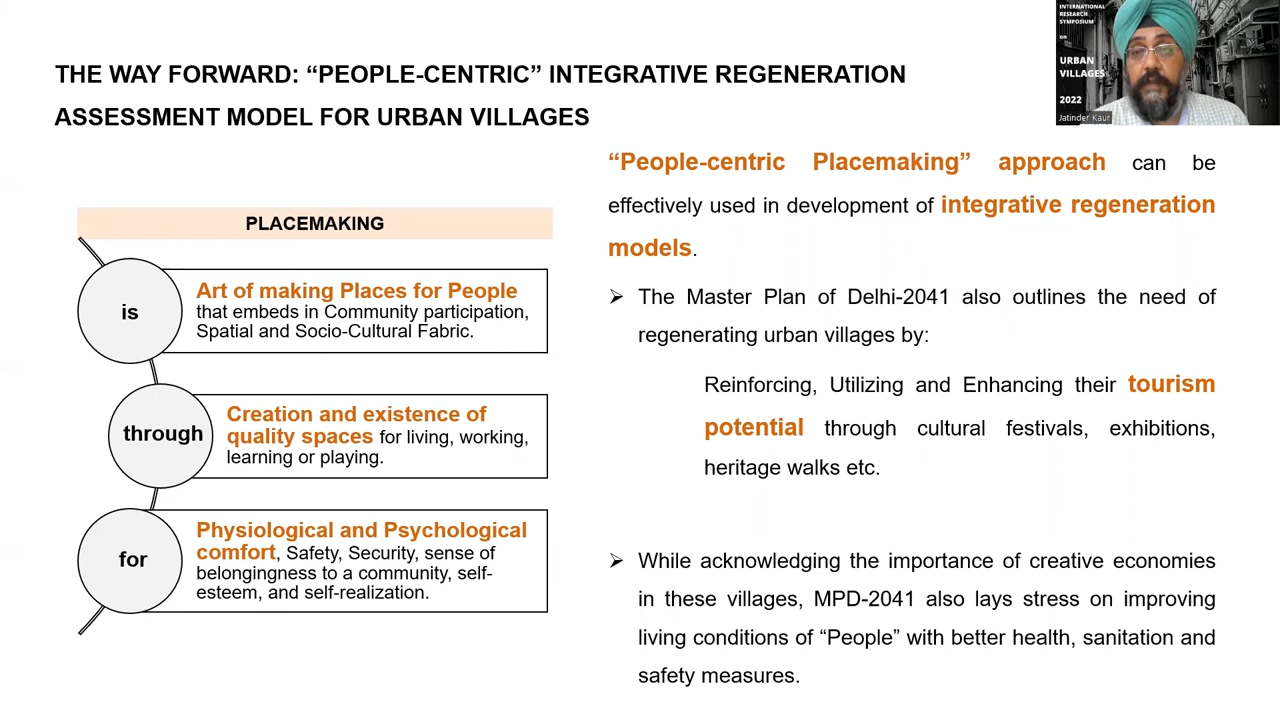 THE WAY FORWARD: “PEOPLE-CENTRIC” INTEGRATIVE REGENERATION
ASSESSMENT MODEL FOR URBAN VILLAGES
INTERNATIONAL
RESEARCH
SYMPOSIUM
on
URBAN
VILLAGES
2022
Jatinder Kaur
PLACEMAKING
is
Art of making Places for People
that embeds in Community participation,
Spatial and Socio-Cultural Fabric.
through
Creation and existence of
quality spaces for living, working,
learning or playing.
for
Physiological and Psychological
comfort, Safety, Security, sense of
belongingness to a community, self-
esteem, and self-realization.
“People-centric Placemaking” approach can be
effectively used in development of integrative regeneration
models.
➢ The Master Plan of Delhi-2041 also outlines the need of
regenerating urban villages by:
Reinforcing, Utilizing and Enhancing their tourism
potential through cultural festivals, exhibitions,
heritage walks etc.
➢ While acknowledging the importance of creative economies
in these villages, MPD-2041 also lays stress on improving
living conditions of “People” with better health, sanitation and
safety measures.